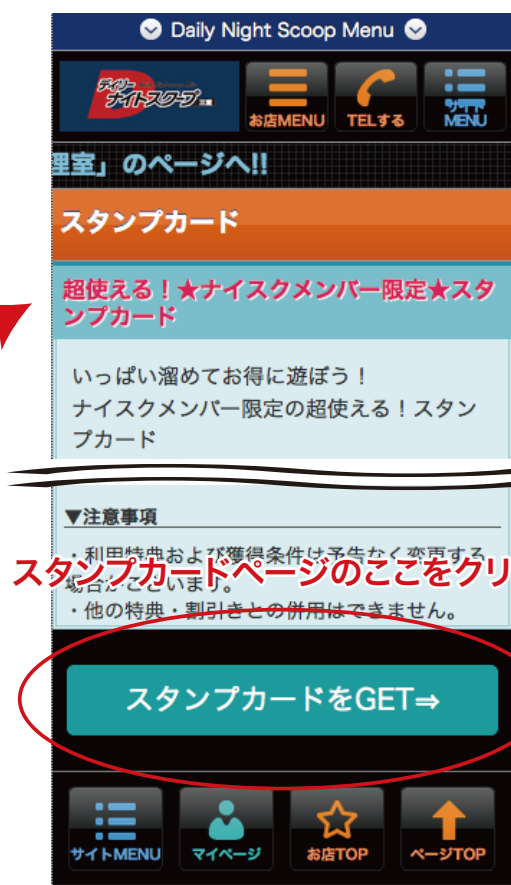 Daily Night Scoop Menu
デイリー
ナイトスクープ
お店MENU
TELする
サイト
MENU
理室」のページへ!!
スタンプカード
超使える！★ナイスクメンバー限定★スタ
ンプカード
いっぱい溜めてお得に遊ぼう！
ナイスクメンバー限定の超使える！スタン
プカード
▼注意事項
・利用特典および獲得条件は予告なく変更する
スタンプカードページのここをクリ
場合がございます。
・他の特典・割引きとの併用はできません。
スタンプカードをGET⇒
サイトMENU
マイページ
お店TOP
ページTOP